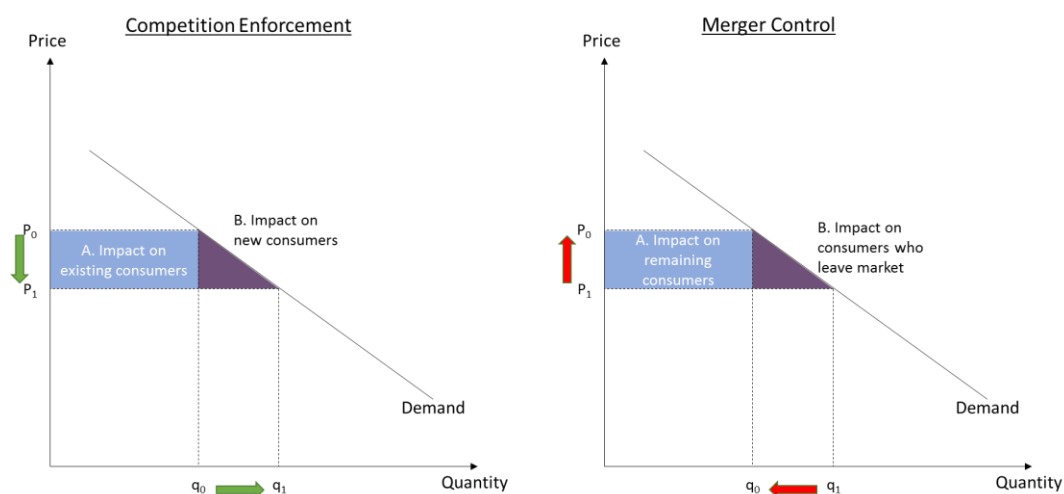 Competition Enforcement
Price
P₀
P₁
A. Impact on
existing consumers
B. Impact on
new consumers
Demand
q₀
q₁
Quantity
Merger Control
Price
P₀
P₁
A. Impact on
remaining
consumers
B. Impact on
consumers who
leave market
Demand
q₀
q₁
Quantity